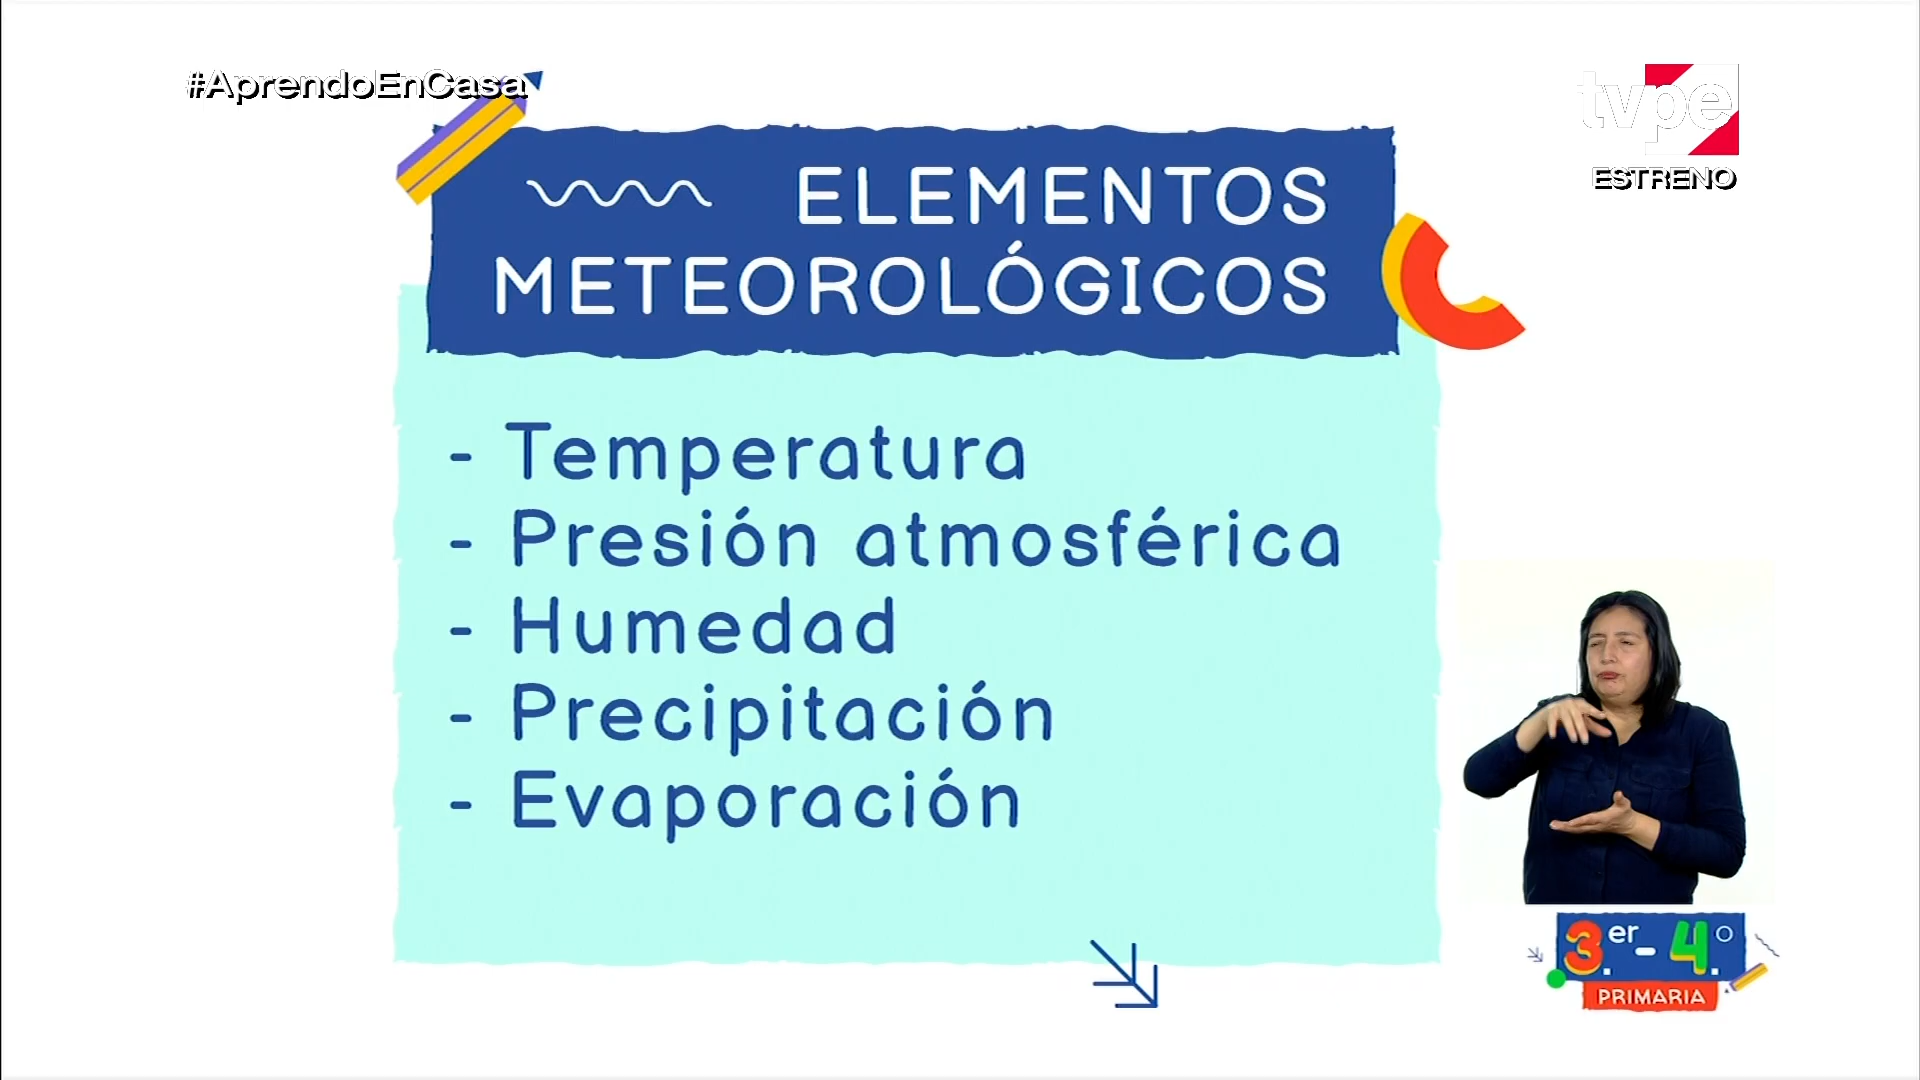 #AprendoEnCasa
tvpe
ESTRENO
ELEMENTOS
METEOROLÓGICOS
- Temperatura
- Presión atmosférica
- Humedad
- Precipitación
- Evaporación
3.er - 4.º
PRIMARIA